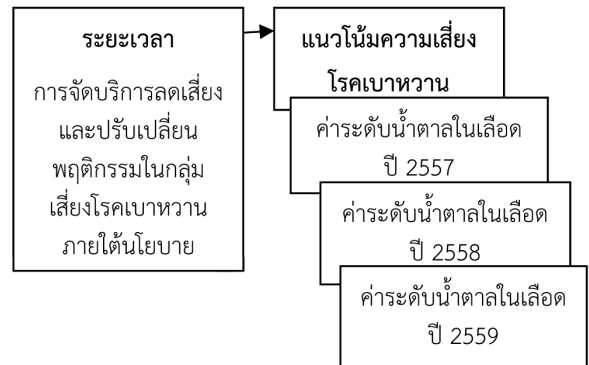 ระยะเวลา
การจัดบริการลดเสี่ยง
และปรับเปลี่ยน
พฤติกรรมในกลุ่ม
เสี่ยงโรคเบาหวาน
ภายใต้นโยบาย
แนวโน้มความเสี่ยง
โรคเบาหวาน
ค่าระดับน้ำตาลในเลือด
ปี 2557
ค่าระดับน้ำตาลในเลือด
ปี 2558
ค่าระดับน้ำตาลในเลือด
ปี 2559